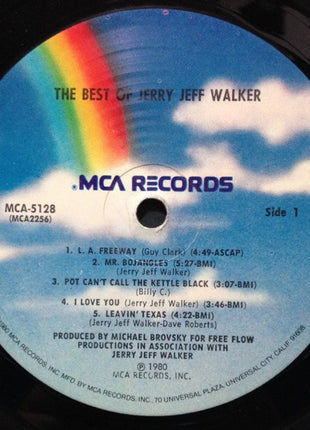 THE BEST OF JERRY JEFF WALKER
® MCA RECORDS
MCA-5128
(MCA2256)
Side 1
1. L. A. FREEWAY (Guy Clark) (4:49-ASCAP)
2. MR. BOJANGLES (5:27-BMI)
(Jerry Jeff Walker)
3. POT CAN'T CALL THE KETTLE BLACK (3:07-BMI)
(Billy C.)
4. I LOVE YOU (Jerry Jeff Walker) (3:46-BMI)
5. LEAVIN' TEXAS (4:22-BMI)
(Jerry Jeff Walker-Dave Roberts)
PRODUCED BY MICHAEL BROVSKY FOR FREE FLOW
PRODUCTIONS IN ASSOCIATION WITH
JERRY JEFF WALKER
℗ 1980
MCA RECORDS, INC.
1980 MCA RECORDS, INC. MFG BY MCA RECORDS, INC., 70 UNIVERSAL PLAZA, UNIVERSAL CITY, CALIF. 91608